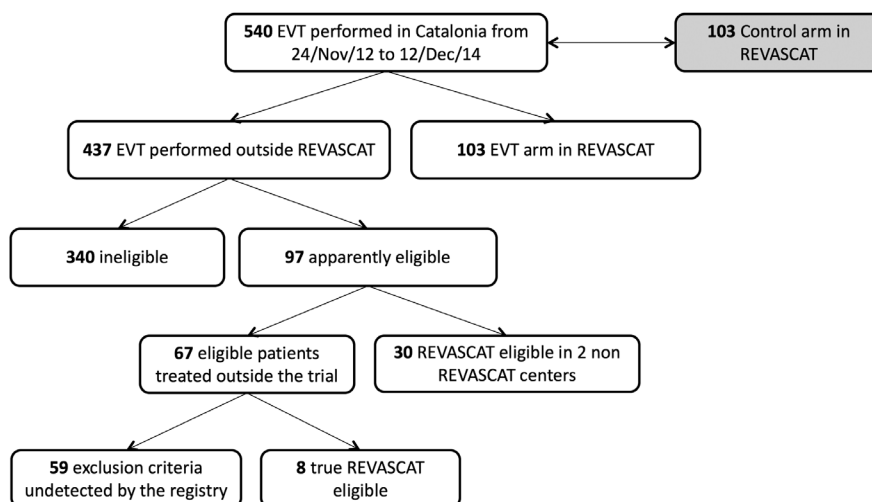 540 EVT performed in Catalonia from
24/Nov/12 to 12/Dec/14
103 Control arm in
REVASCAT
437 EVT performed outside REVASCAT
103 EVT arm in REVASCAT
340 ineligible
97 apparently eligible
67 eligible patients
treated outside the trial
30 REVASCAT eligible in 2 non
REVASCAT centers
59 exclusion criteria
undetected by the registry
8 true REVASCAT
eligible